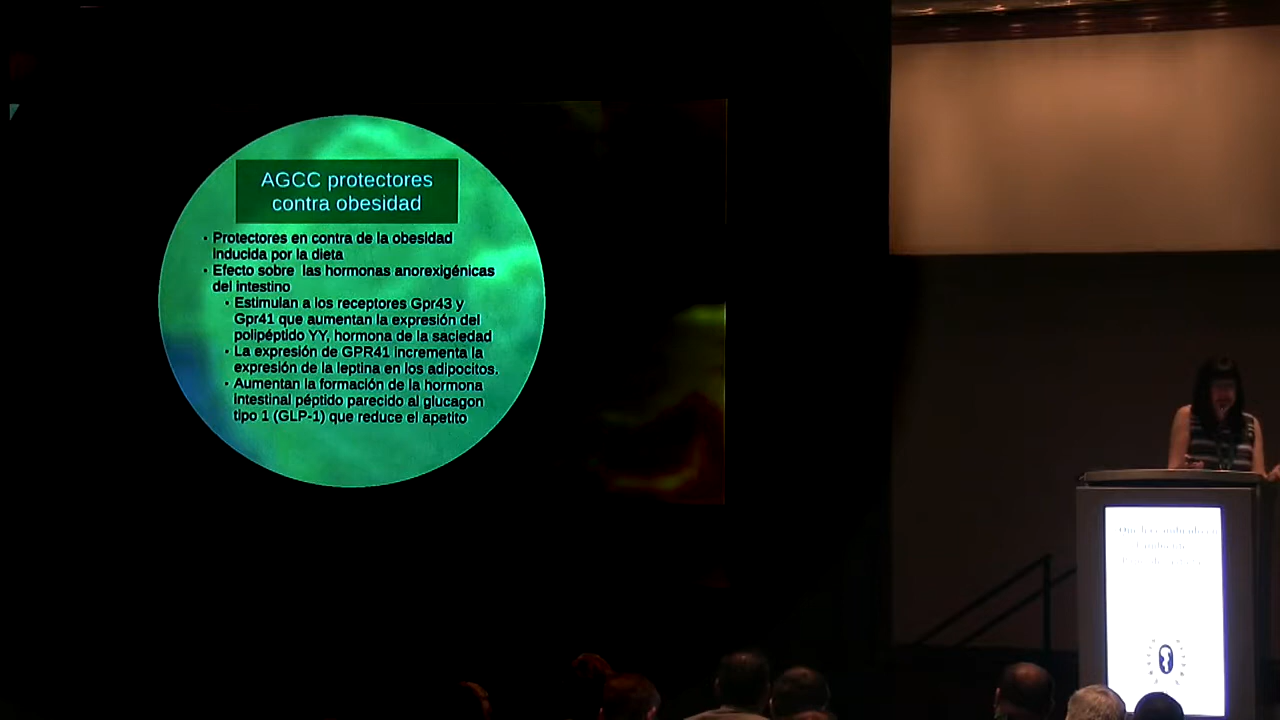 AGCC protectores
contra obesidad
• Protectores en contra de la obesidad
inducida por la dieta
• Efecto sobre las hormonas anorexigénicas
del intestino
• Estimulan a los receptores Gpr43 y
Gpr41 que aumentan la expresión del
polipéptido YY, hormona de la saciedad
• La expresión de GPR41 incrementa la
expresión de la leptina en los adipocitos.
• Aumentan la formación de la hormona
intestinal péptido parecido al glucagon
tipo 1 (GLP-1) que reduce el apetito